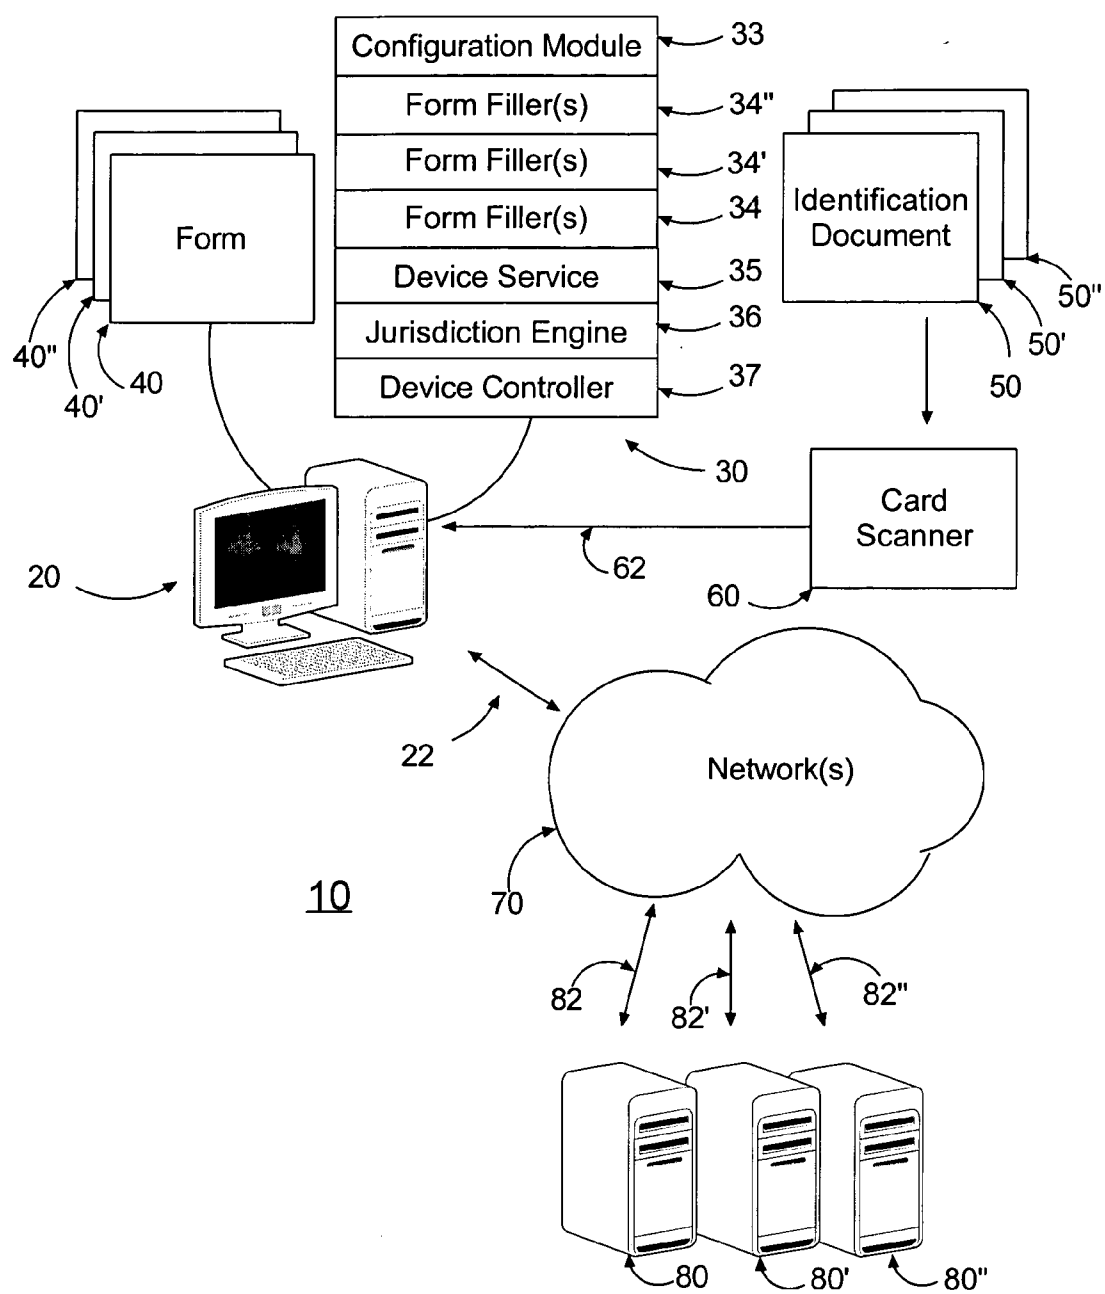 Configuration Module
33
Form Filler(s)
34"
Form Filler(s)
34'
Form Filler(s)
34
Device Service
35
Jurisdiction Engine
36
Device Controller
37
30
Form
40"
40'
40
Identification
Document
50"
50'
50
Card
Scanner
60
62
20
22
Network(s)
70
10
82
82'
82"
80
80'
80"